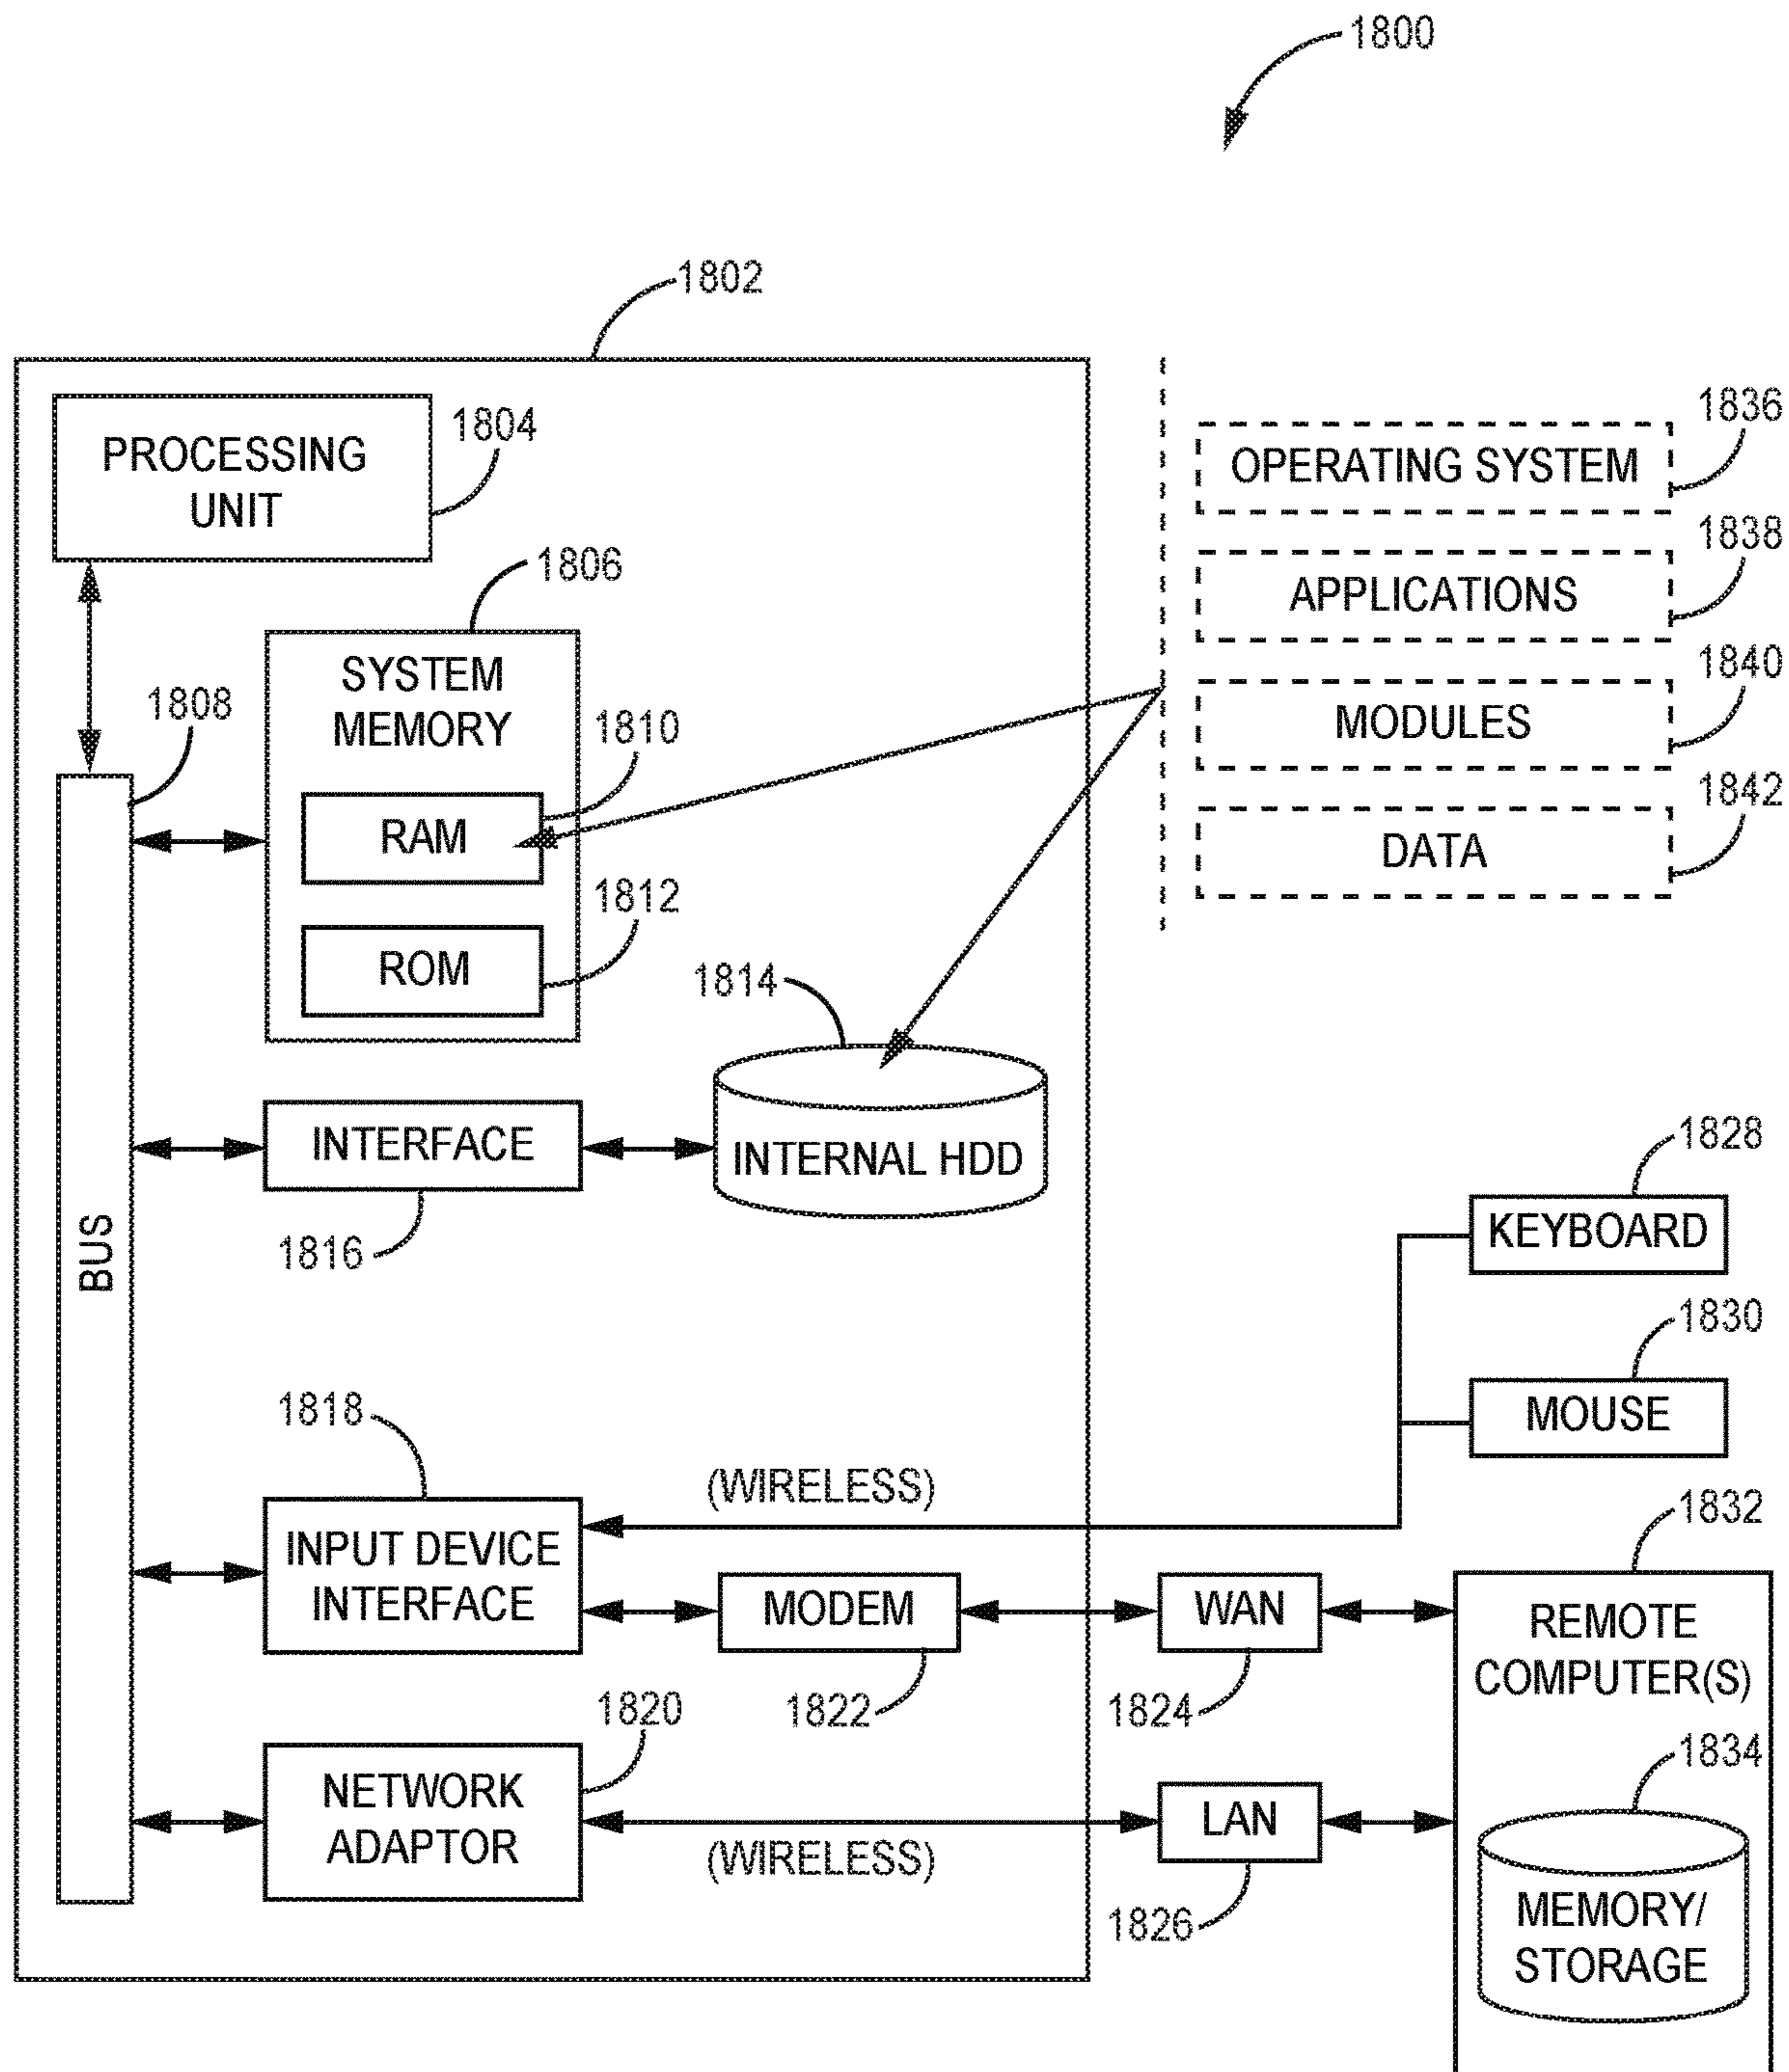 1800
1802
PROCESSING
UNIT
1804
1836
OPERATING SYSTEM
1838
APPLICATIONS
1840
MODULES
1842
DATA
1806
SYSTEM
MEMORY
1808
1810
RAM
1812
ROM
1814
INTERNAL HDD
INTERFACE
1816
BUS
1828
KEYBOARD
1830
MOUSE
1818
(WIRELESS)
INPUT DEVICE
INTERFACE
MODEM
1822
WAN
1824
1832
REMOTE
COMPUTER(S)
1820
NETWORK
ADAPTOR
(WIRELESS)
LAN
1826
1834
MEMORY/
STORAGE